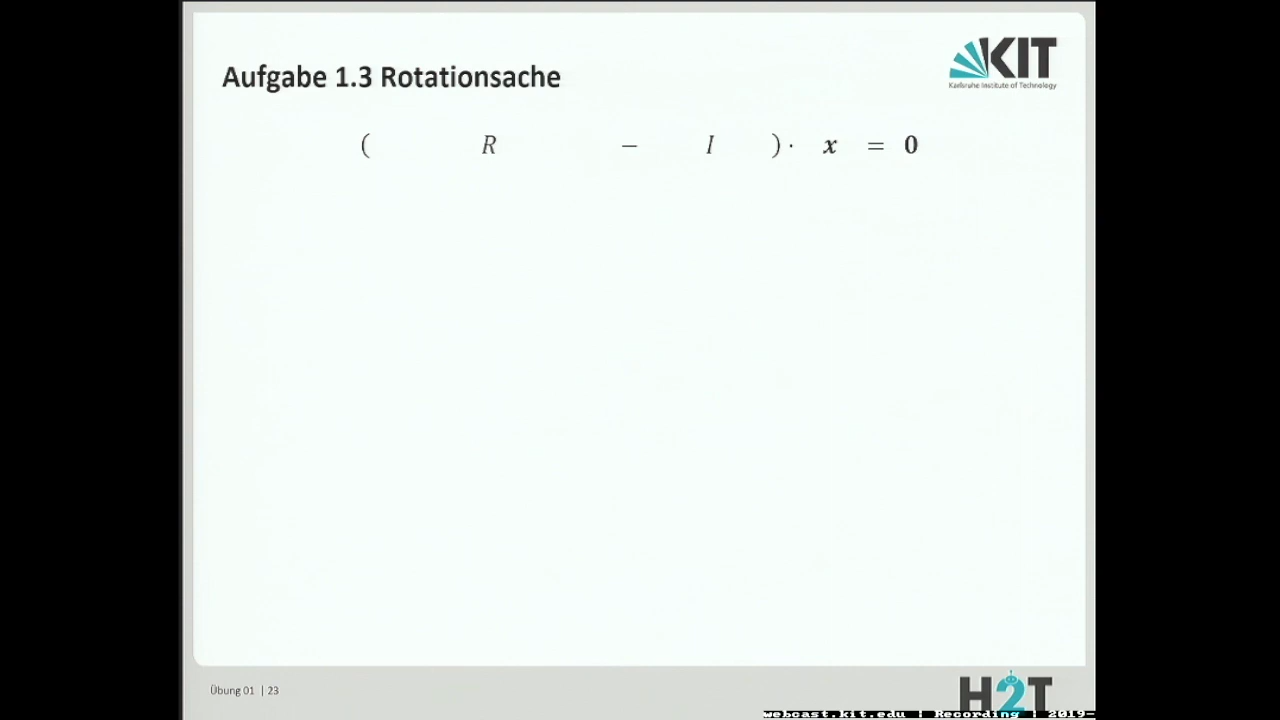 Aufgabe 1.3 Rotationsache
KIT
Karlsruhe Institute of Technology
( R − I ) · x = 0
Übung 01 | 23
H2T
webcast.kit.edu | Recording | 2019-